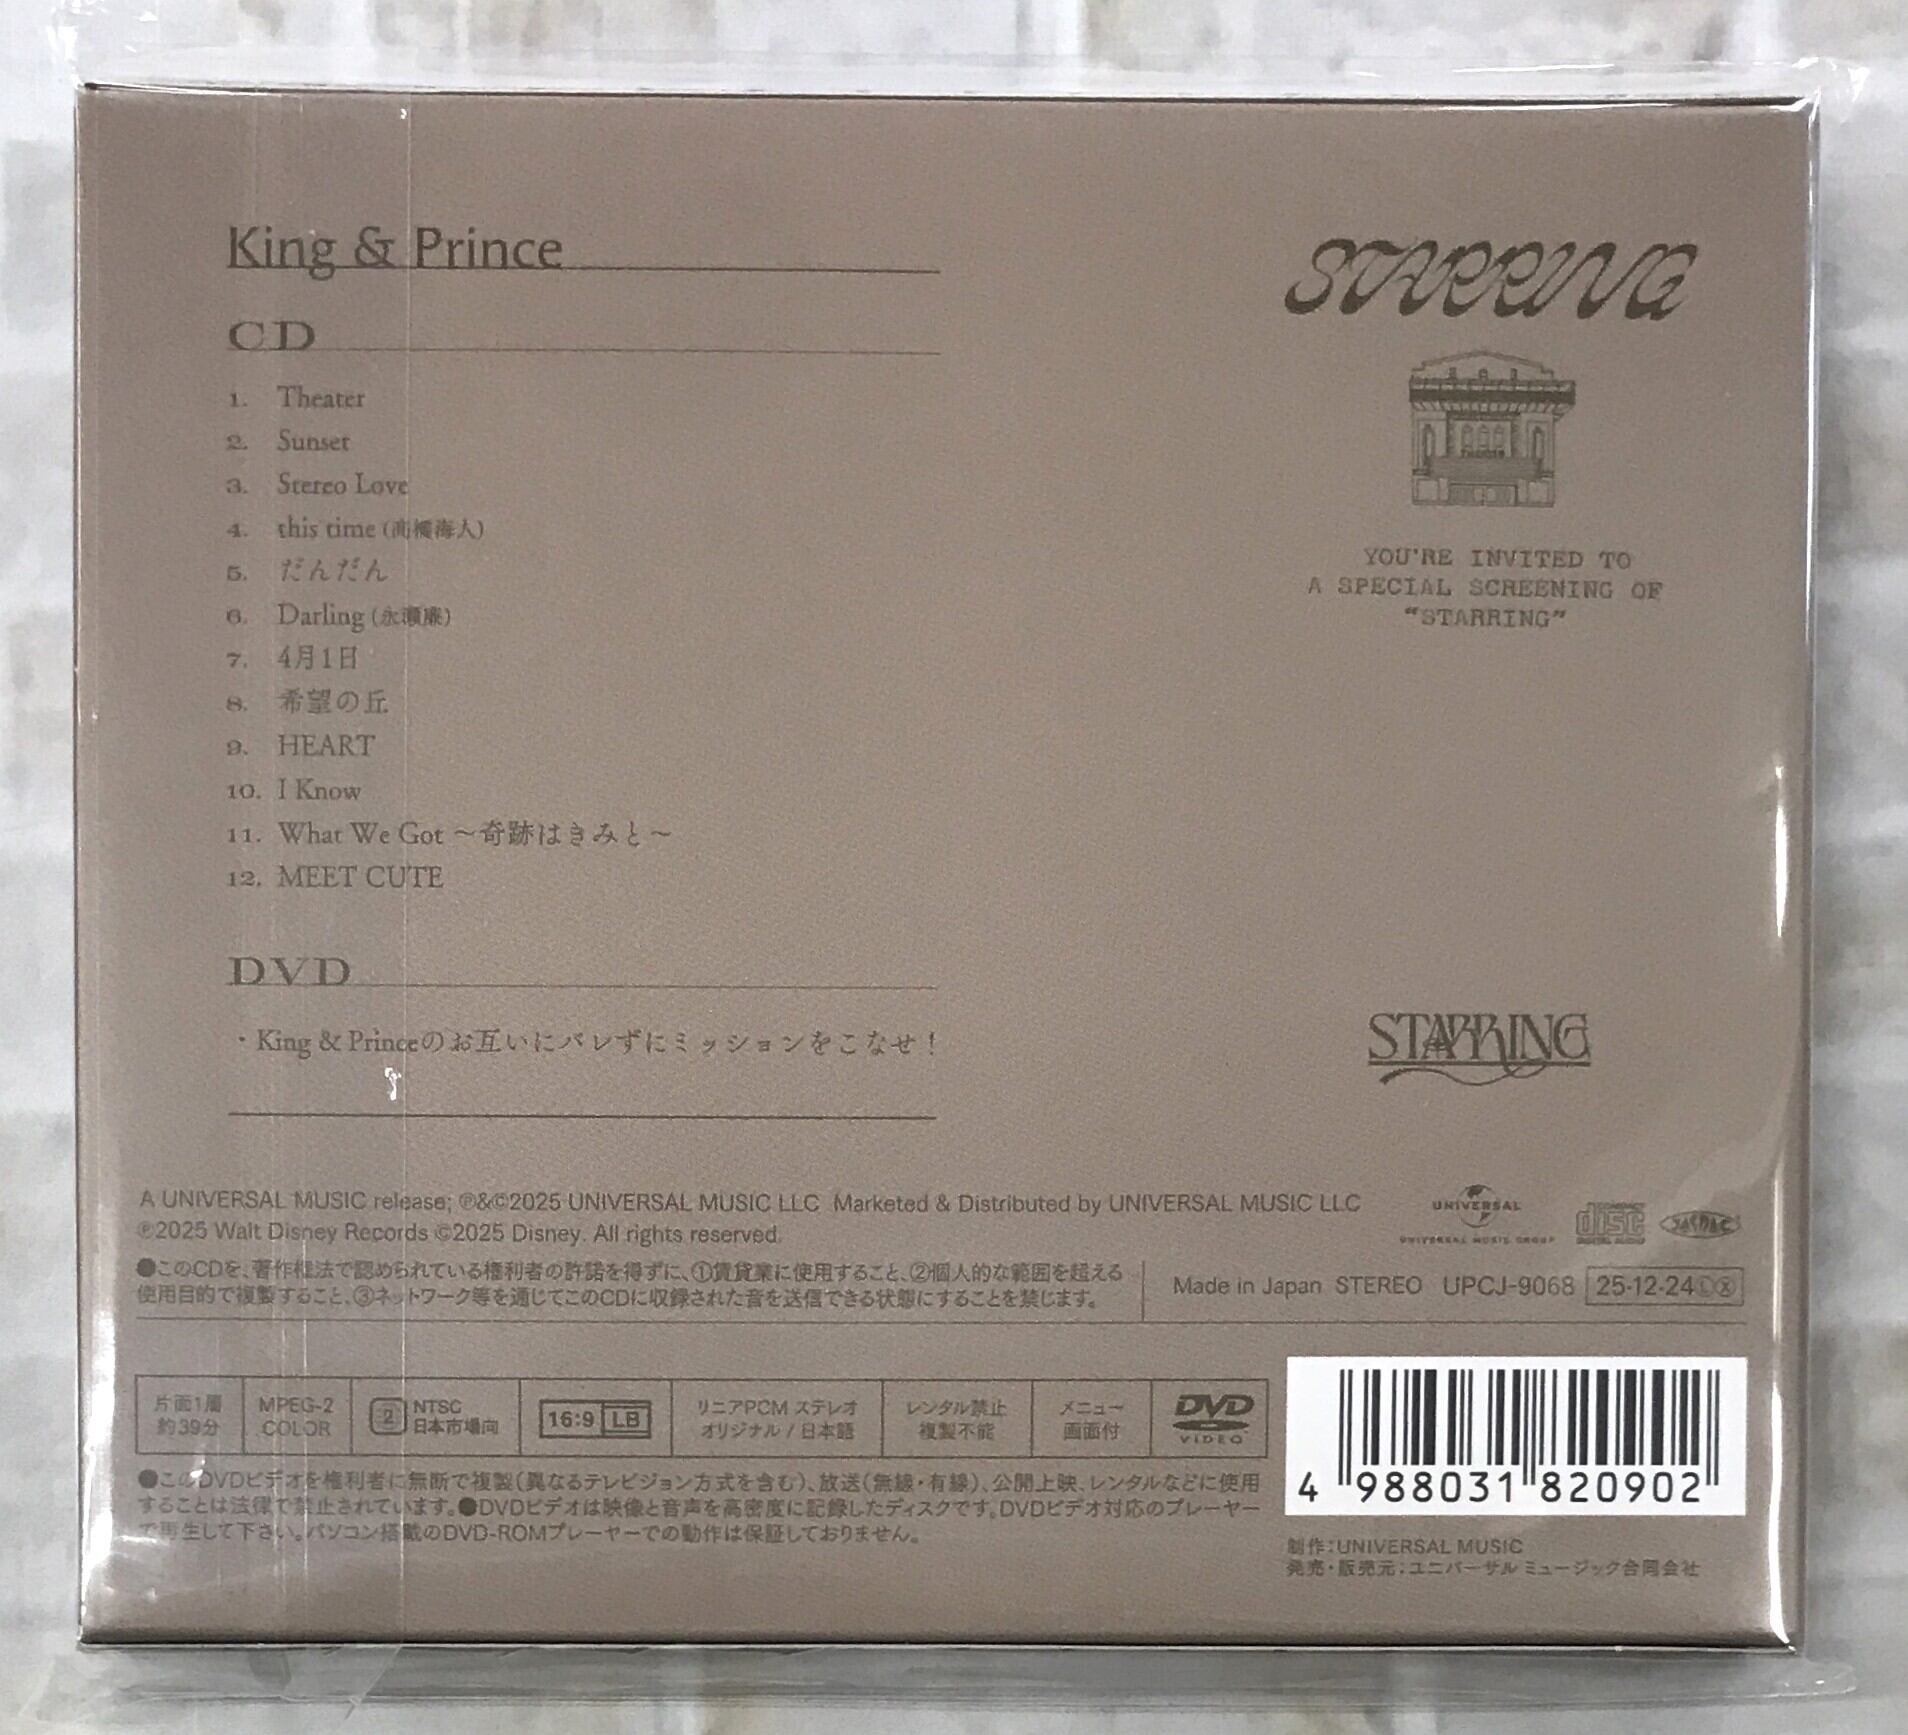 King & Prince
CD
1. Theater
2. Sunset
3. Stereo Love
4. this time (髙橋海人)
5. だんだん
6. Darling (永瀬廉)
7. 4月1日
8. 希望の丘
9. HEART
10. I Know
11. What We Got ～奇跡はきみと～
12. MEET CUTE
DVD
・King & Princeのお互いにバレずにミッションをこなせ！
STARRING
THEATER
YOU'RE INVITED TO
A SPECIAL SCREENING OF
"STARRING"
STARRING
A UNIVERSAL MUSIC release; ℗&©2025 UNIVERSAL MUSIC LLC Marketed & Distributed by UNIVERSAL MUSIC LLC
℗2025 Walt Disney Records ©2025 Disney. All rights reserved.
UNIVERSAL
UNIVERSAL MUSIC GROUP
COMPACT
disc
DIGITAL AUDIO
JASRAC
●このCDを、著作権法で認められている権利者の許諾を得ずに、①賃貸業に使用すること、②個人的な範囲を超える
使用目的で複製すること、③ネットワーク等を通じてこのCDに収録された音を送信できる状態にすることを禁じます。
Made in Japan STEREO UPCJ-9068 25·12·24ⓁⓍ
片面1層
約39分
MPEG-2
COLOR
2
NTSC
日本市場向
16:9 LB
リニアPCM ステレオ
オリジナル / 日本語
レンタル禁止
複製不能
メニュー
画面付
DVD
VIDEO
●このDVDビデオを権利者に無断で複製(異なるテレビジョン方式を含む)、放送(無線・有線)、公開上映、レンタルなどに使用
することは法律で禁止されています。●DVDビデオは映像と音声を高密度に記録したディスクです。DVDビデオ対応のプレーヤー
で再生して下さい。パソコン搭載のDVD-ROMプレーヤーでの動作は保証しておりません。
4 988031 820902
制作：UNIVERSAL MUSIC
発売・販売元：ユニバーサル ミュージック合同会社